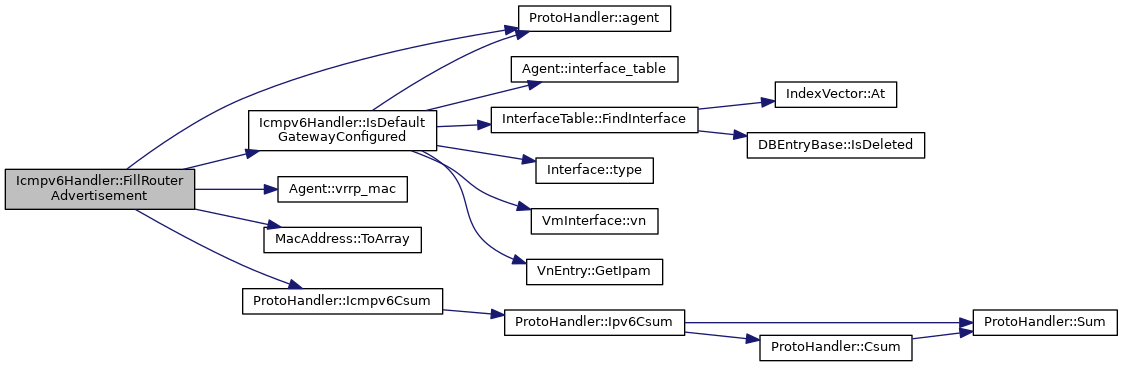 ProtoHandler::agent
Agent::interface_table
IndexVector::At
InterfaceTable::FindInterface
Icmpv6Handler::IsDefault
GatewayConfigured
DBEntryBase::IsDeleted
Interface::type
Icmpv6Handler::FillRouter
Advertisement
Agent::vrrp_mac
VmInterface::vn
MacAddress::ToArray
VnEntry::GetIpam
ProtoHandler::Icmpv6Csum
ProtoHandler::Ipv6Csum
ProtoHandler::Sum
ProtoHandler::Csum